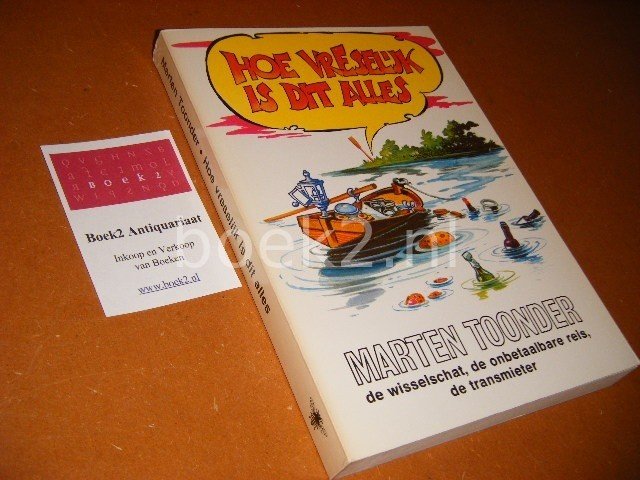 HOE VRESELIJK
IS DIT ALLES
MARTEN TOONDER
de wisselschat, de onbetaalbare reis,
de transmieter
Marten Toonder • Hoe vreselijk is dit alles
BOEK2
Boek2 Antiquariaat
Inkoop en Verkoop
van Boeken
www.boek2.nl
boek2.nl